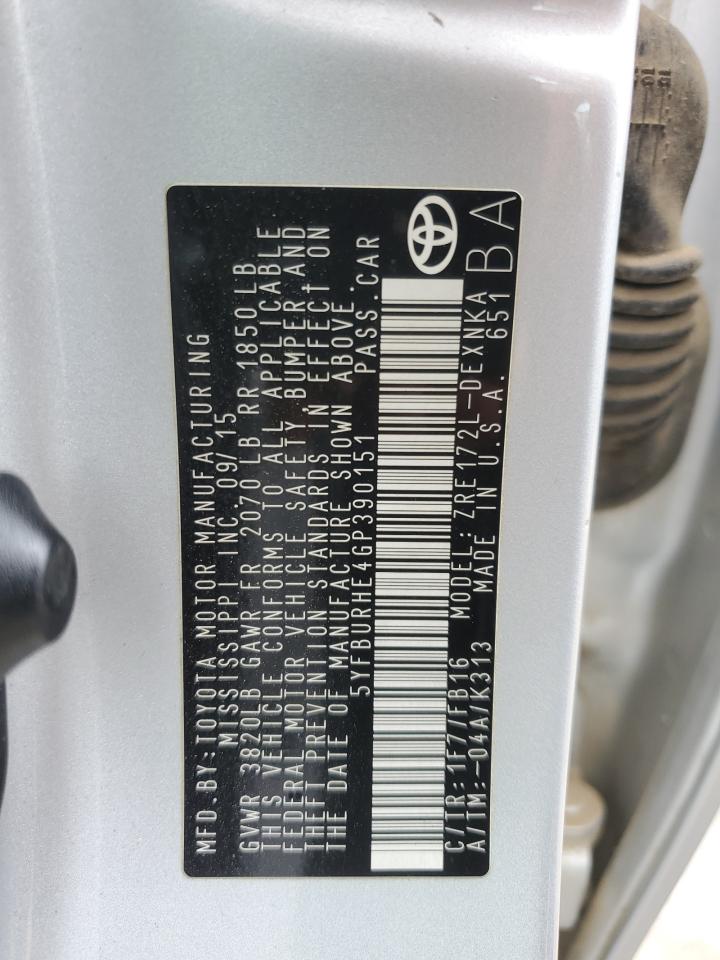 MFD.BY:TOYOTA MOTOR MANUFACTURING
MISSISSIPPI INC.09/15
GVWR 3820LB GAWR FR 2070LB RR 1850LB
THIS VEHICLE CONFORMS TO ALL APPLICABLE
FEDERAL MOTOR VEHICLE SAFETY, BUMPER, AND
THEFT PREVENTION STANDARDS IN EFFECT ON
THE DATE OF MANUFACTURE SHOWN ABOVE.
5YFBURHE4GP390151 PASS.CAR
C/TR:1F7/FB16 MODEL:ZRE172L-DEXNKA
A/TM:-04A/K313 MADE IN U.S.A. 651 BA